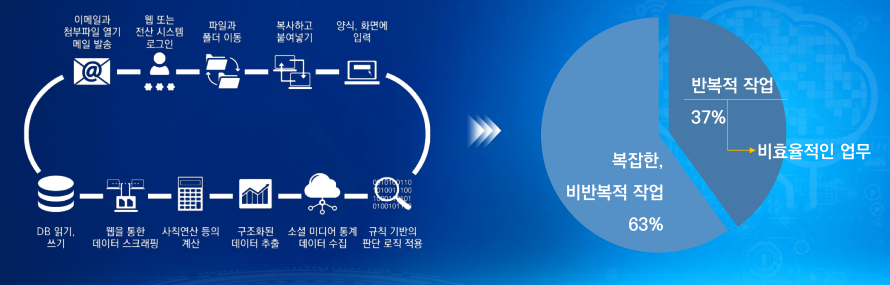 이메일과
첨부파일 열기
메일 발송
웹 또는
전산 시스템
로그인
파일과
폴더 이동
복사하고
붙여넣기
양식, 화면에
입력
DB 읽기,
쓰기
웹을 통한
데이터 스크래핑
사칙연산 등의
계산
구조화된
데이터 추출
소셜 미디어 통계
데이터 수집
규칙 기반의
판단 로직 적용
반복적 작업
37%
비효율적인 업무
복잡한,
비반복적 작업
63%